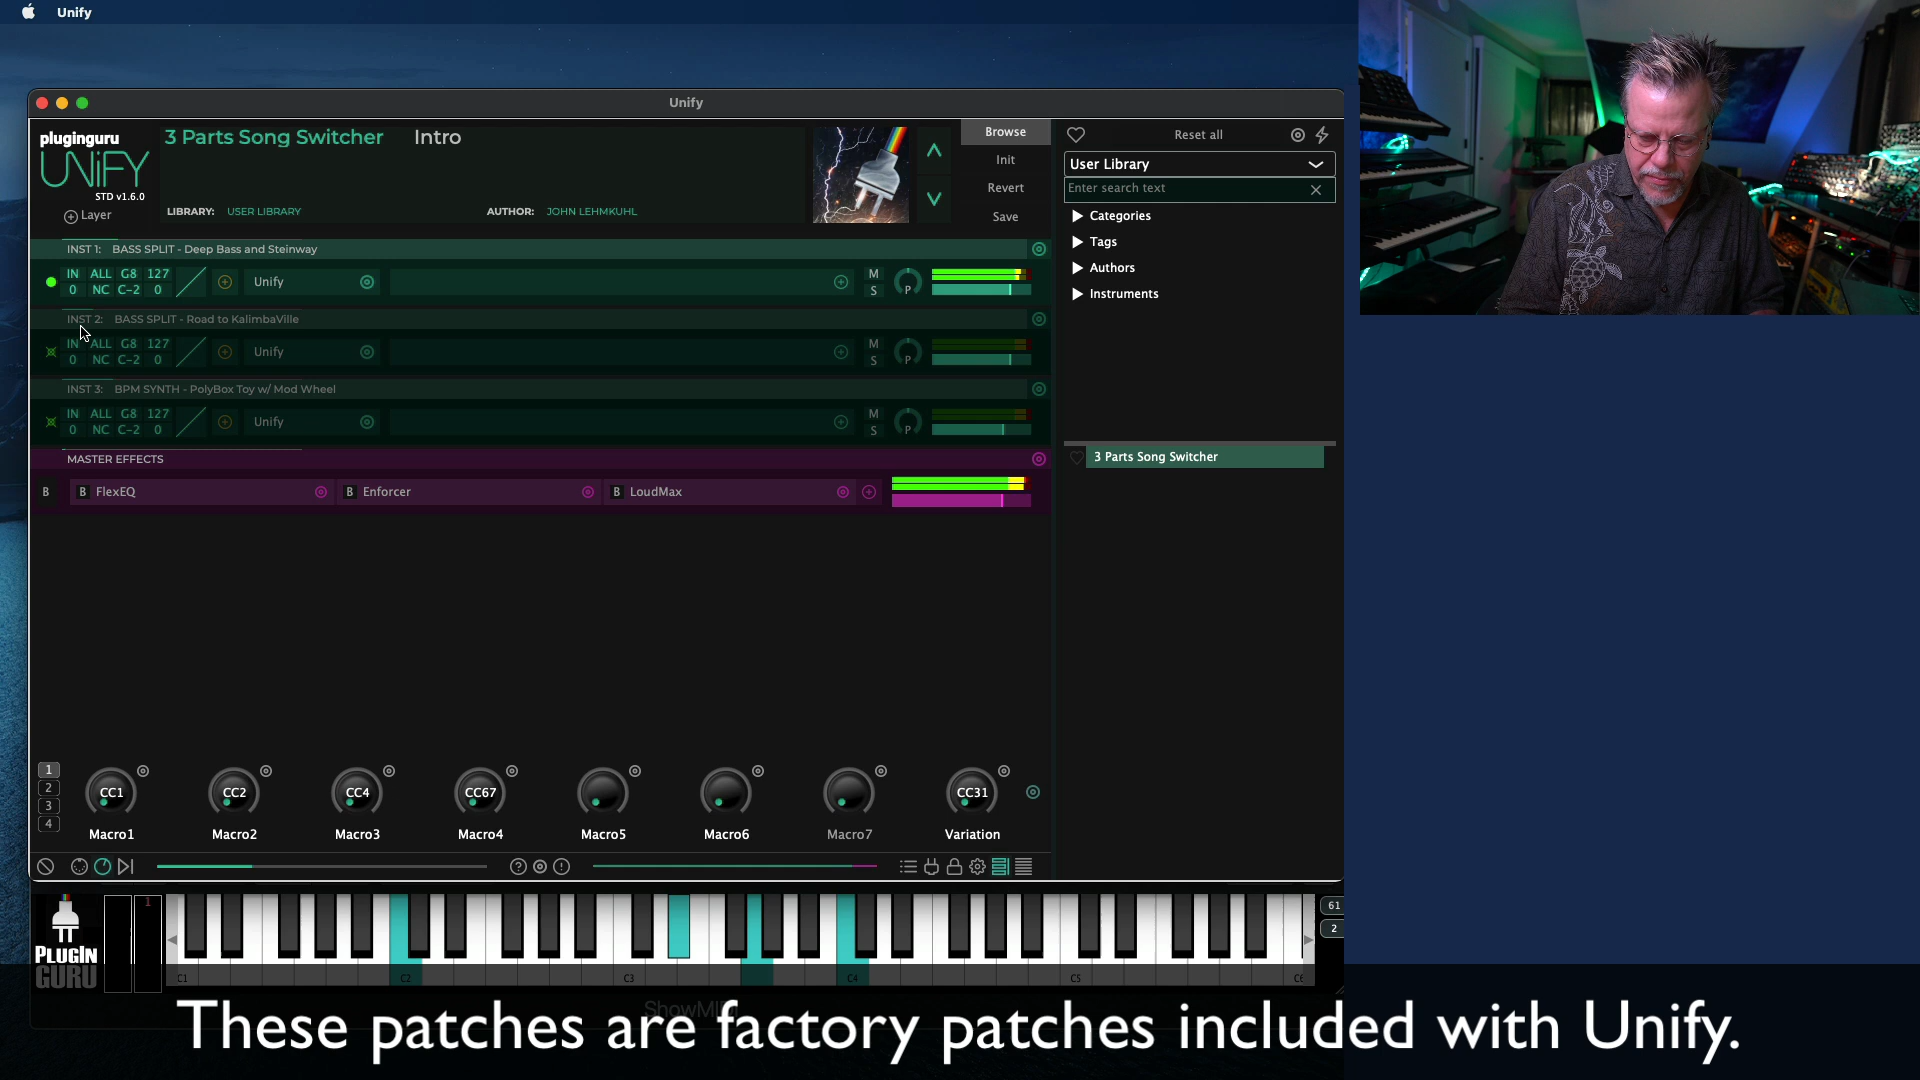 Unify
Unify
pluginguru
UNiFY
STD v1.6.0
Layer
3 Parts Song Switcher Intro
LIBRARY: USER LIBRARY AUTHOR: JOHN LEHMKUHL
Browse
Init
Revert
Save
Reset all
User Library
Enter search text
Categories
Tags
Authors
Instruments
3 Parts Song Switcher
INST 1: BASS SPLIT - Deep Bass and Steinway
IN ALL G8 127 Unify M
0 NC C-2 0 S P
INST 2: BASS SPLIT - Road to KalimbaVille
IN ALL G8 127 Unify M
0 NC C-2 0 S P
INST 3: BPM SYNTH - PolyBox Toy w/ Mod Wheel
IN ALL G8 127 Unify M
0 NC C-2 0 S P
MASTER EFFECTS
B B FlexEQ B Enforcer B LoudMax
1
2
3
4
CC1 CC2 CC4 CC67 CC31
Macro1 Macro2 Macro3 Macro4 Macro5 Macro6 Macro7 Variation
PLUGIN
GURU
1
61
2
C1 C2 C3 C4 C5
These patches are factory patches included with Unify.